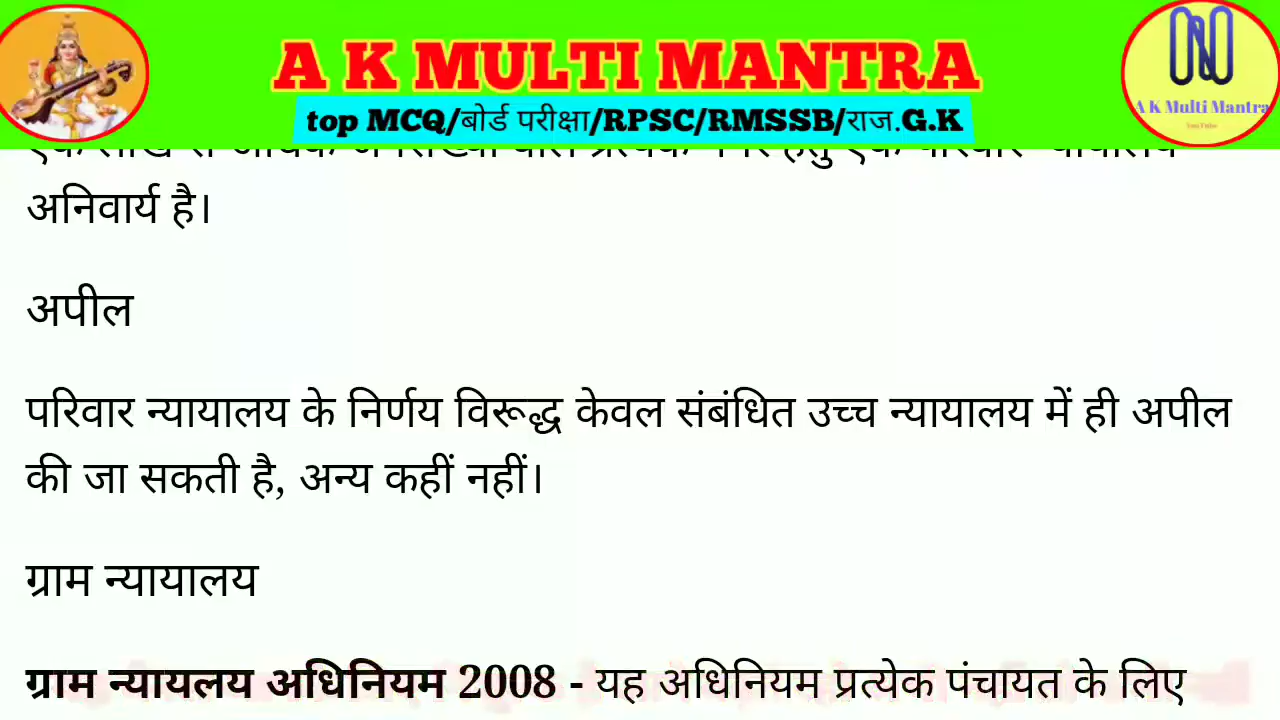 A K MULTI MANTRA
top MCQ/बोर्ड परीक्षा/RPSC/RMSSB/राज.G.K
A K Multi Mantra
YouTube
अनिवार्य है।
अपील
परिवार न्यायालय के निर्णय विरूद्ध केवल संबंधित उच्च न्यायालय में ही अपील
की जा सकती है, अन्य कहीं नहीं।
ग्राम न्यायालय
ग्राम न्यायलय अधिनियम 2008 - यह अधिनियम प्रत्येक पंचायत के लिए